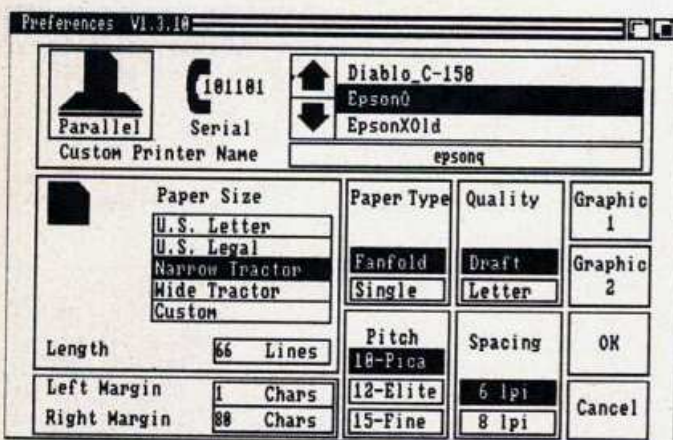 Preferences V1.3.10
101101
Parallel
Serial
Custom Printer Name
Diablo_C-150
EpsonQ
EpsonXOld
epsonq
Paper Size
U.S. Letter
U.S. Legal
Narrow Tractor
Wide Tractor
Custom
Length
66 Lines
Left Margin
1 Chars
Right Margin
80 Chars
Paper Type
Fanfold
Single
Quality
Draft
Letter
Pitch
10-Pica
12-Elite
15-Fine
Spacing
6 lpi
8 lpi
Graphic
1
Graphic
2
OK
Cancel